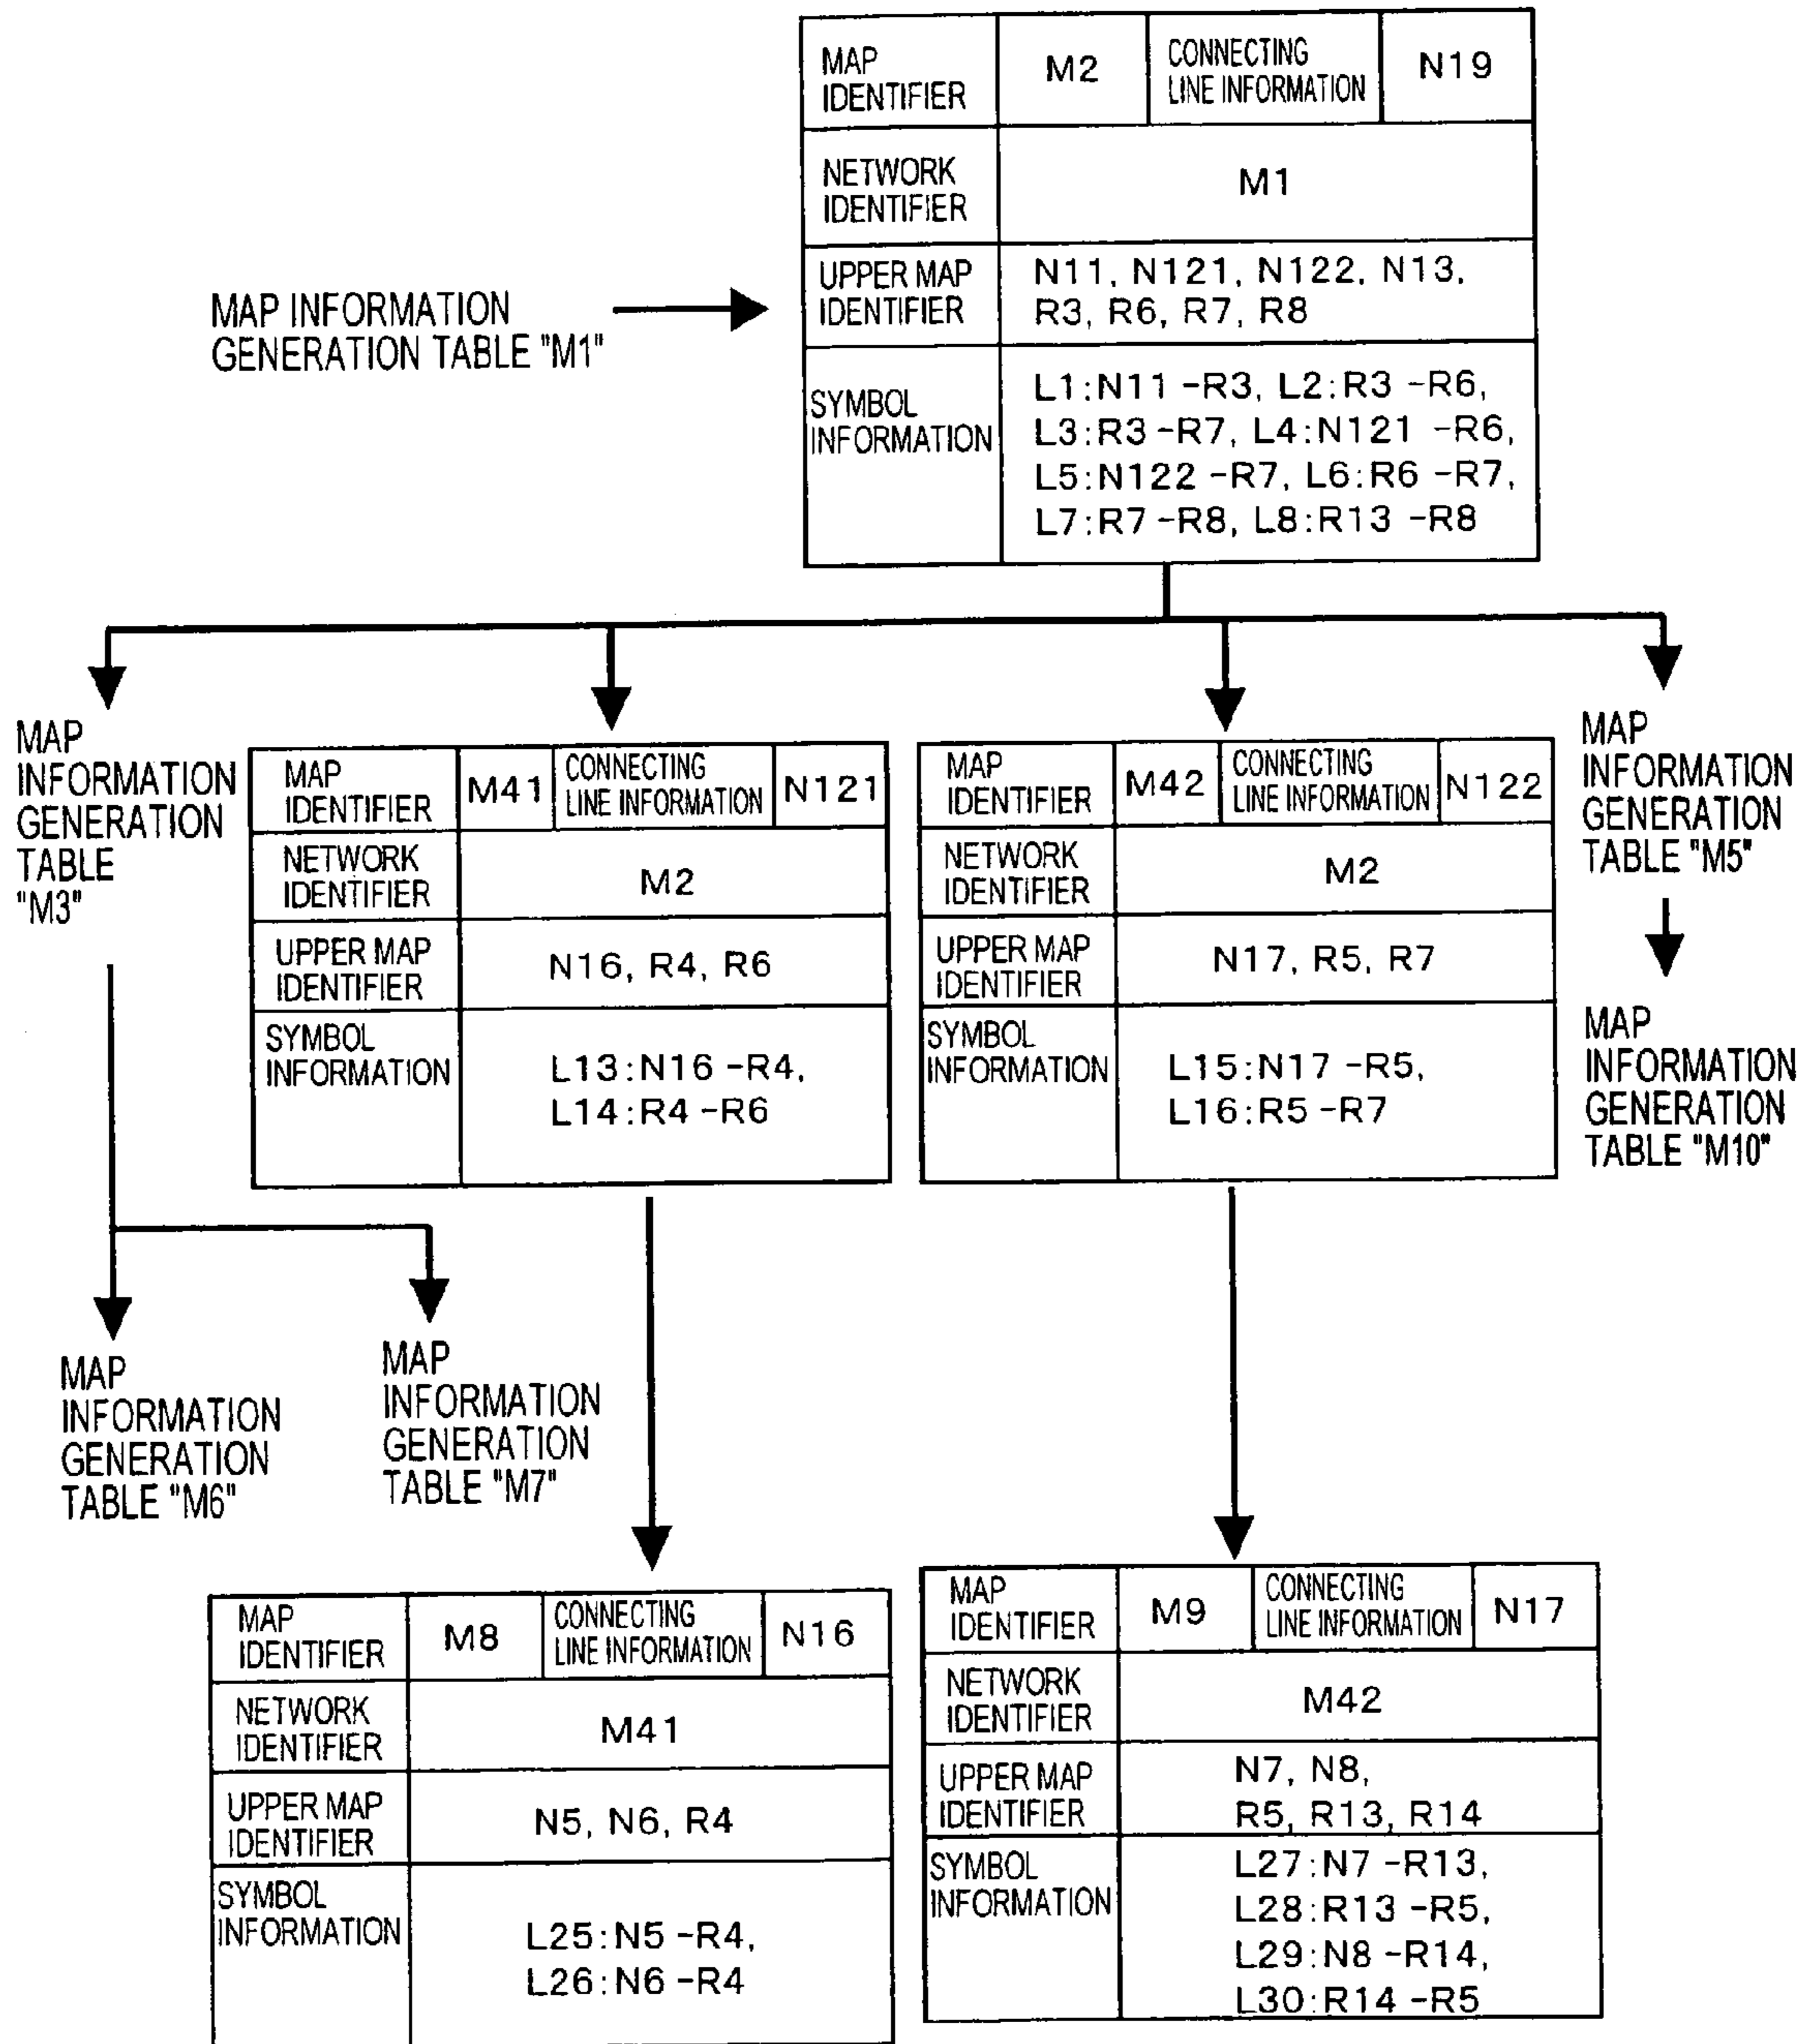 MAP INFORMATION
GENERATION TABLE "M1"
MAP
IDENTIFIER
M2
CONNECTING
LINE INFORMATION
N19
NETWORK
IDENTIFIER
M1
UPPER MAP
IDENTIFIER
N11, N121, N122, N13,
R3, R6, R7, R8
SYMBOL
INFORMATION
L1:N11-R3, L2:R3-R6,
L3:R3-R7, L4:N121-R6,
L5:N122-R7, L6:R6-R7,
L7:R7-R8, L8:R13-R8
MAP
INFORMATION
GENERATION
TABLE
"M3"
MAP
IDENTIFIER
M41
CONNECTING
LINE INFORMATION
N121
NETWORK
IDENTIFIER
M2
UPPER MAP
IDENTIFIER
N16, R4, R6
SYMBOL
INFORMATION
L13:N16-R4,
L14:R4-R6
MAP
IDENTIFIER
M42
CONNECTING
LINE INFORMATION
N122
NETWORK
IDENTIFIER
M2
UPPER MAP
IDENTIFIER
N17, R5, R7
SYMBOL
INFORMATION
L15:N17-R5,
L16:R5-R7
MAP
INFORMATION
GENERATION
TABLE "M5"
MAP
INFORMATION
GENERATION
TABLE "M10"
MAP
INFORMATION
GENERATION
TABLE "M6"
MAP
INFORMATION
GENERATION
TABLE "M7"
MAP
IDENTIFIER
M8
CONNECTING
LINE INFORMATION
N16
NETWORK
IDENTIFIER
M41
UPPER MAP
IDENTIFIER
N5, N6, R4
SYMBOL
INFORMATION
L25:N5-R4,
L26:N6-R4
MAP
IDENTIFIER
M9
CONNECTING
LINE INFORMATION
N17
NETWORK
IDENTIFIER
M42
UPPER MAP
IDENTIFIER
N7, N8,
R5, R13, R14
SYMBOL
INFORMATION
L27:N7-R13,
L28:R13-R5,
L29:N8-R14,
L30:R14-R5